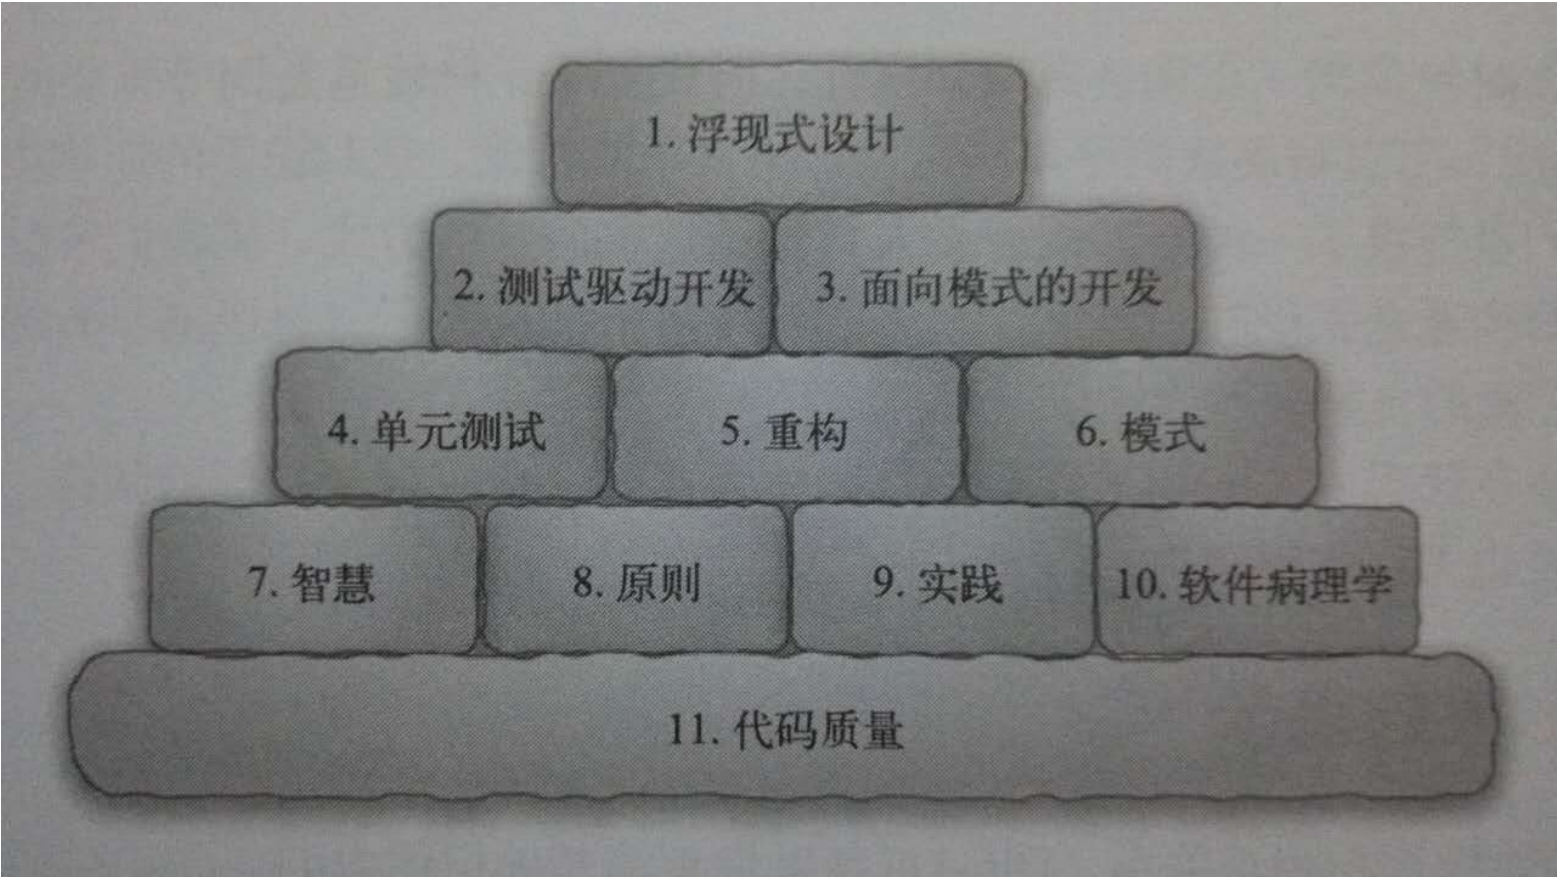 1. 浮现式设计
2. 测试驱动开发
3. 面向模式的开发
4. 单元测试
5. 重构
6. 模式
7. 智慧
8. 原则
9. 实践
10. 软件病理学
11. 代码质量